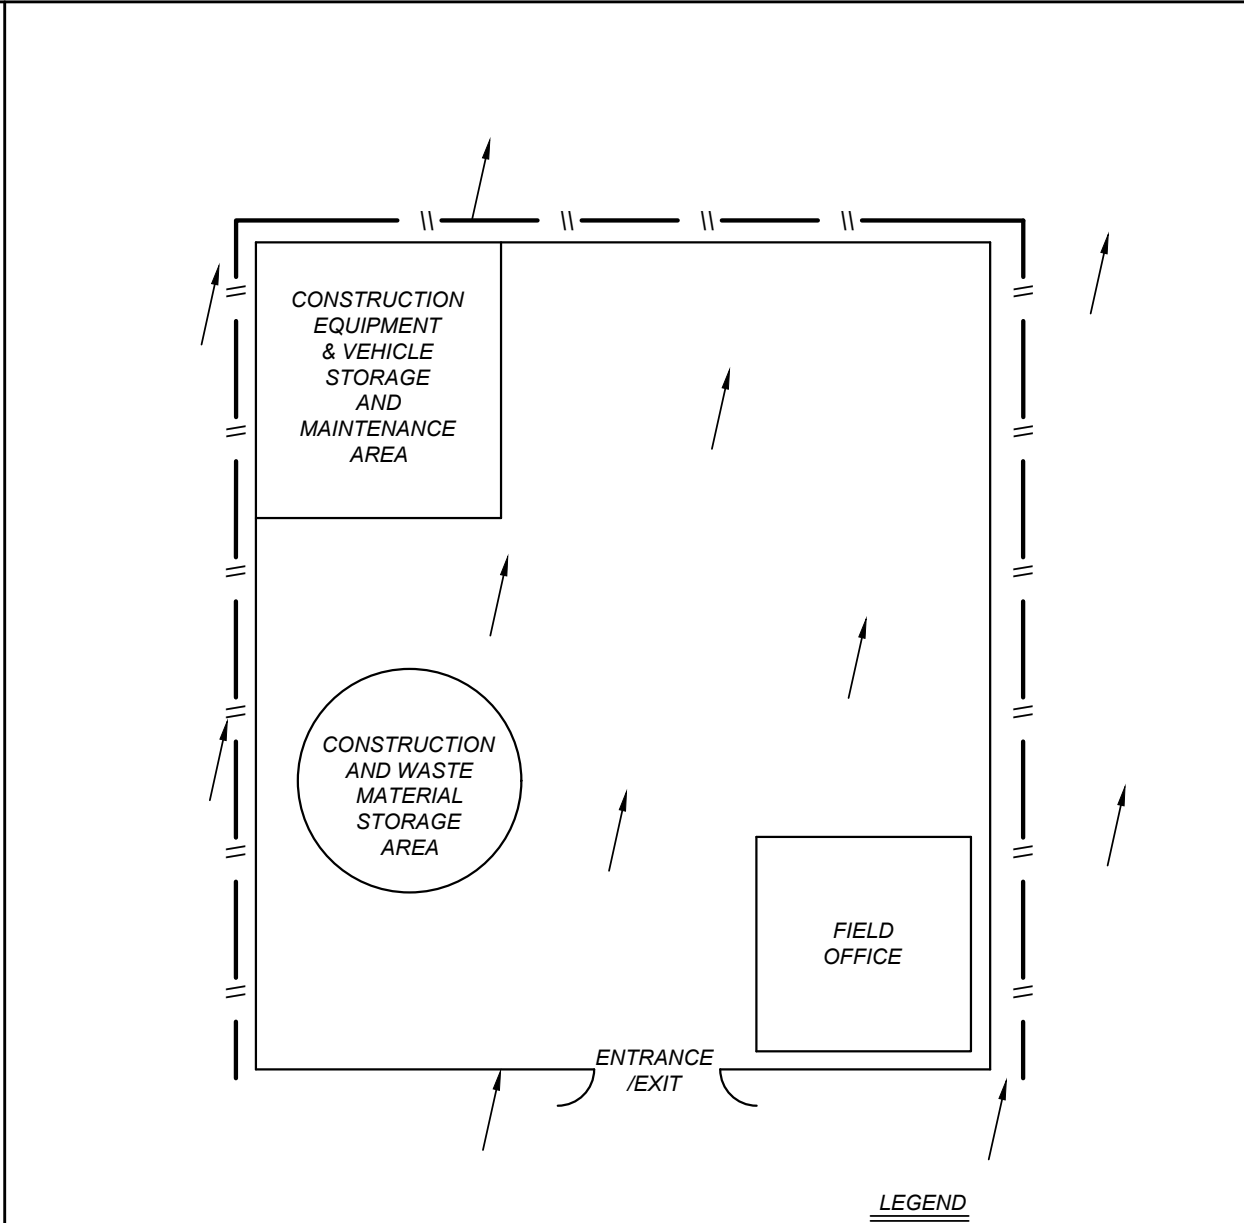 CONSTRUCTION
EQUIPMENT
& VEHICLE
STORAGE
AND
MAINTENANCE
AREA
CONSTRUCTION
AND WASTE
MATERIAL
STORAGE
AREA
FIELD
OFFICE
ENTRANCE
/EXIT
LEGEND